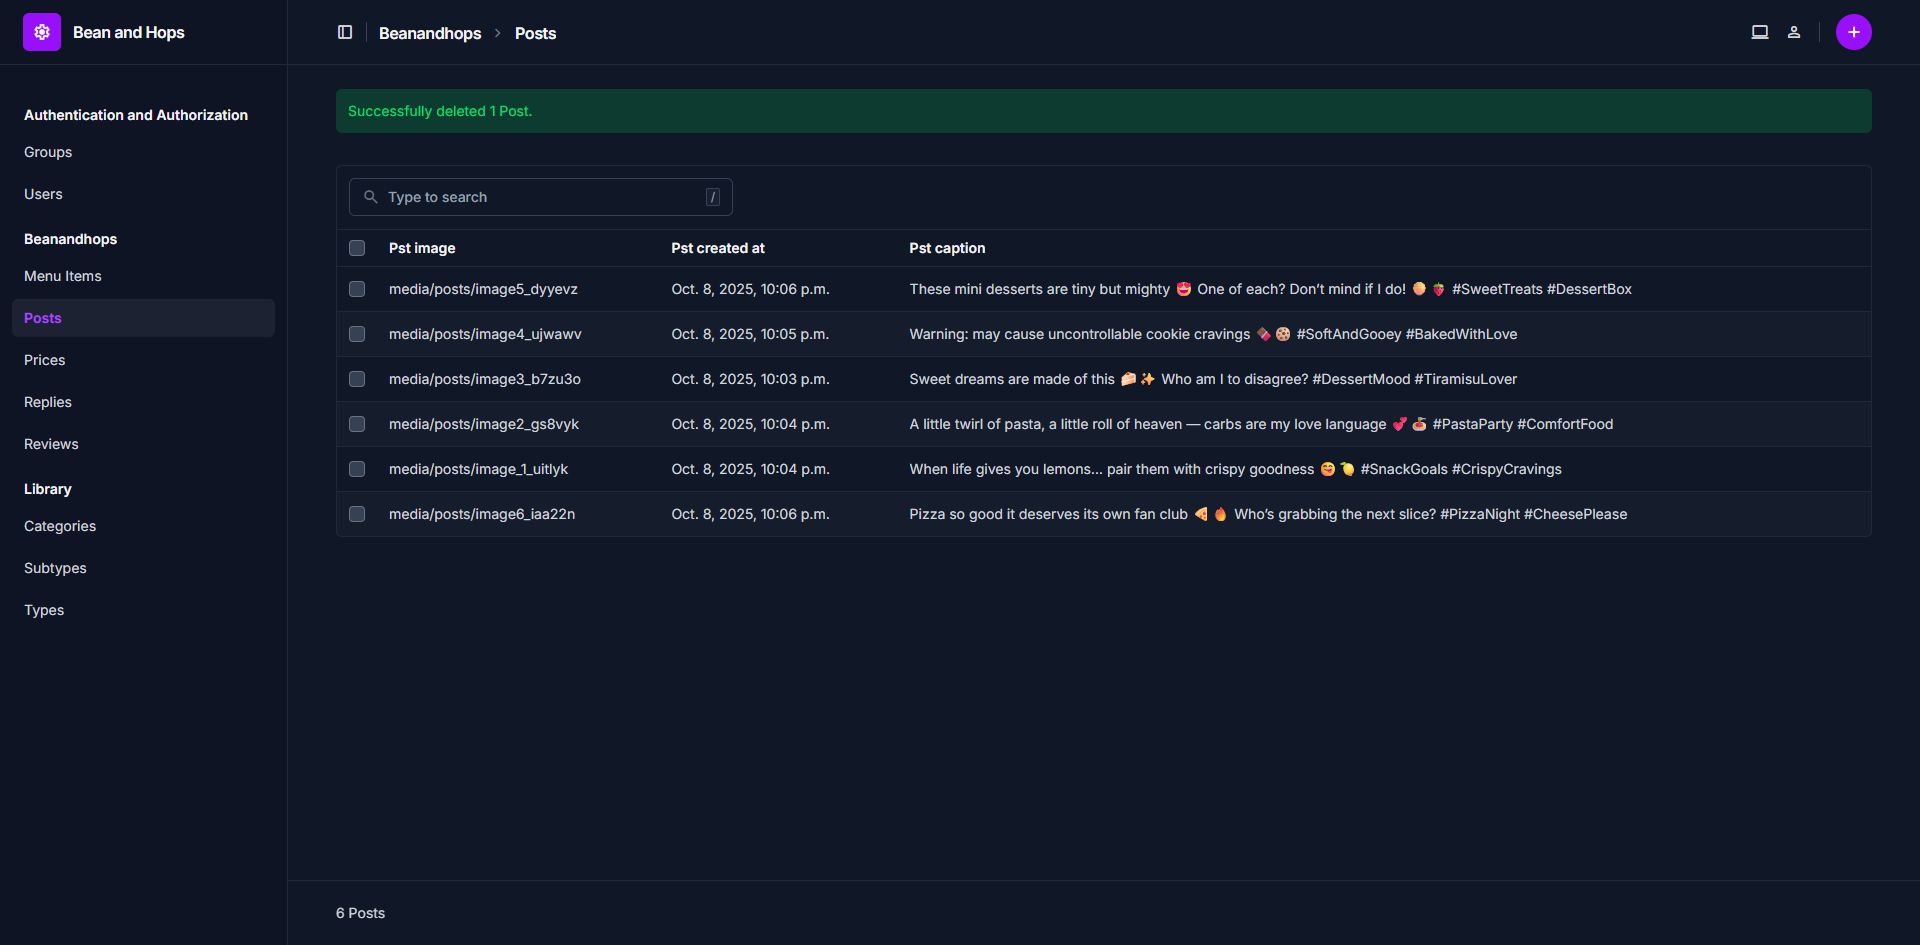 Bean and Hops
Beanandhops > Posts
Authentication and Authorization
Groups
Users
Beanandhops
Menu Items
Posts
Prices
Replies
Reviews
Library
Categories
Subtypes
Types
Successfully deleted 1 Post.
Type to search /
Pst image Pst created at Pst caption
media/posts/image5_dyyevz Oct. 8, 2025, 10:06 p.m. These mini desserts are tiny but mighty 🤩 One of each? Don’t mind if I do! 🍑 🍓 #SweetTreats #DessertBox
media/posts/image4_ujwawv Oct. 8, 2025, 10:05 p.m. Warning: may cause uncontrollable cookie cravings 🍫 🍪 #SoftAndGooey #BakedWithLove
media/posts/image3_b7zu3o Oct. 8, 2025, 10:03 p.m. Sweet dreams are made of this 🍰 ✨ Who am I to disagree? #DessertMood #TiramisuLover
media/posts/image2_gs8vyk Oct. 8, 2025, 10:04 p.m. A little twirl of pasta, a little roll of heaven — carbs are my love language 💕 🍝 #PastaParty #ComfortFood
media/posts/image_1_uitlyk Oct. 8, 2025, 10:04 p.m. When life gives you lemons... pair them with crispy goodness 😋 🍋 #SnackGoals #CrispyCravings
media/posts/image6_iaa22n Oct. 8, 2025, 10:06 p.m. Pizza so good it deserves its own fan club 🍕 🔥 Who’s grabbing the next slice? #PizzaNight #CheesePlease
6 Posts